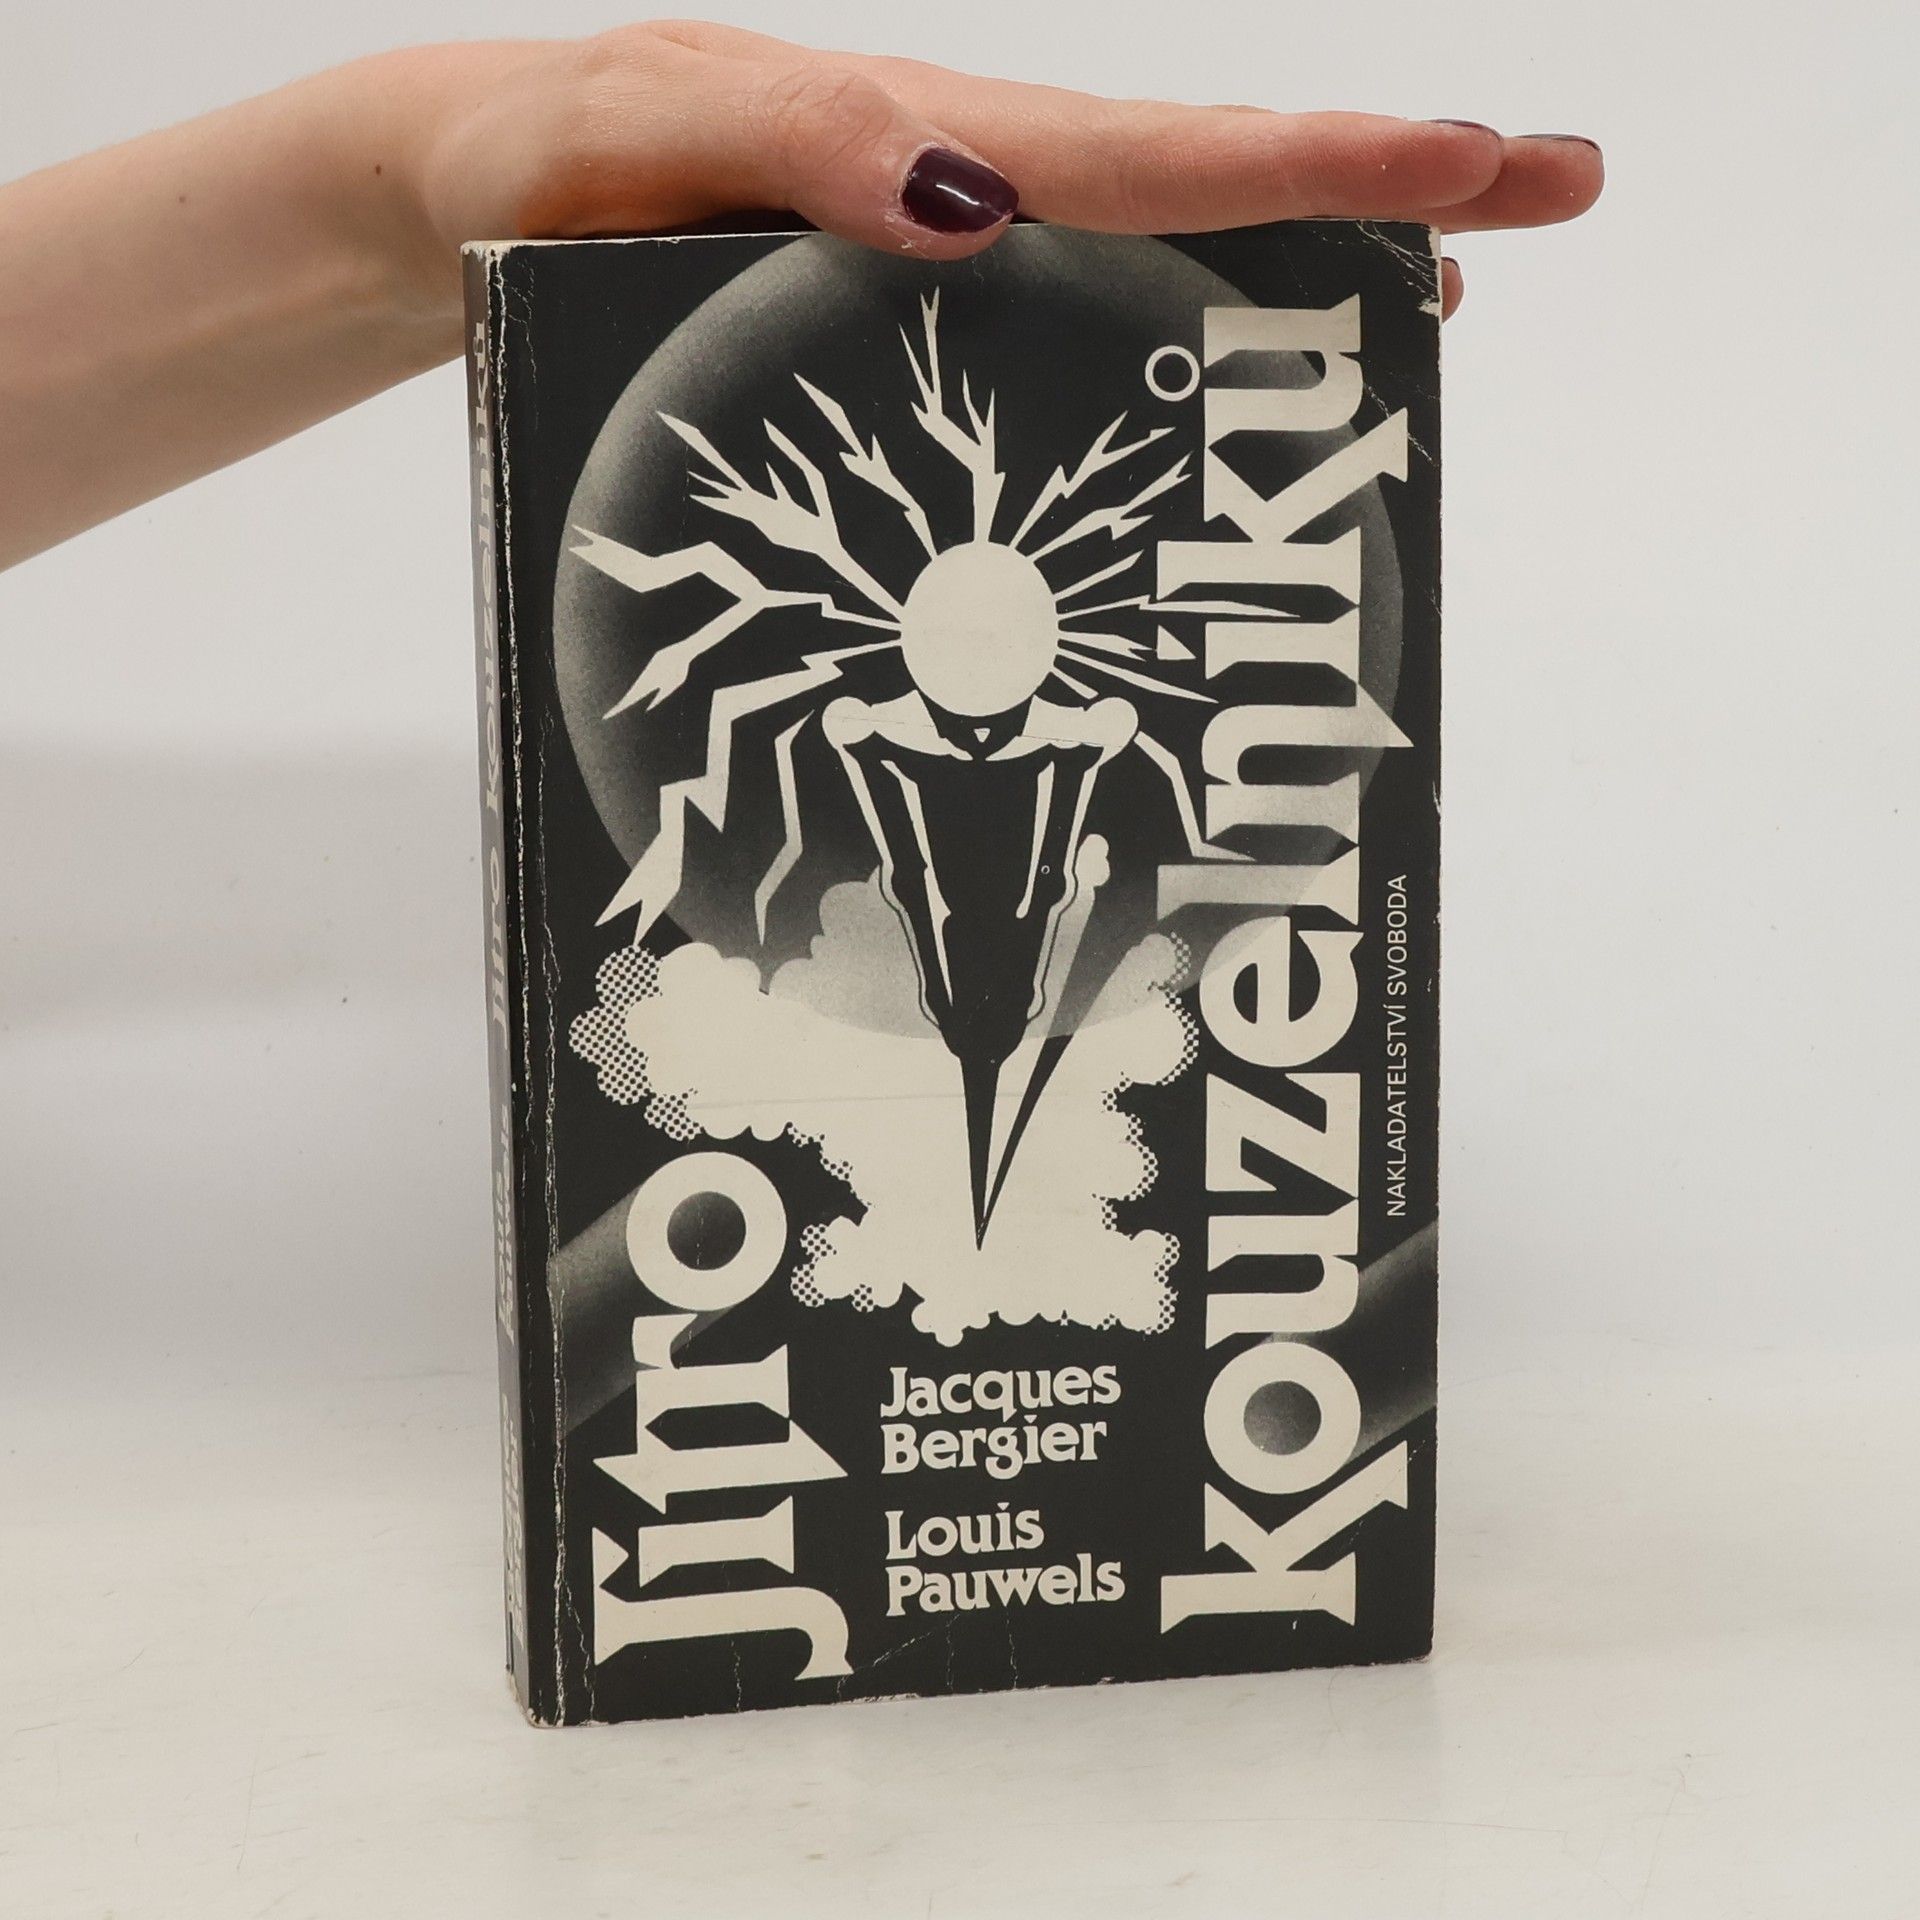 Jitro
kouzelníků
Jacques
Bergier
Louis
Pauwels
NAKLADATELSTVÍ SVOBODA
Jitro kouzelníků